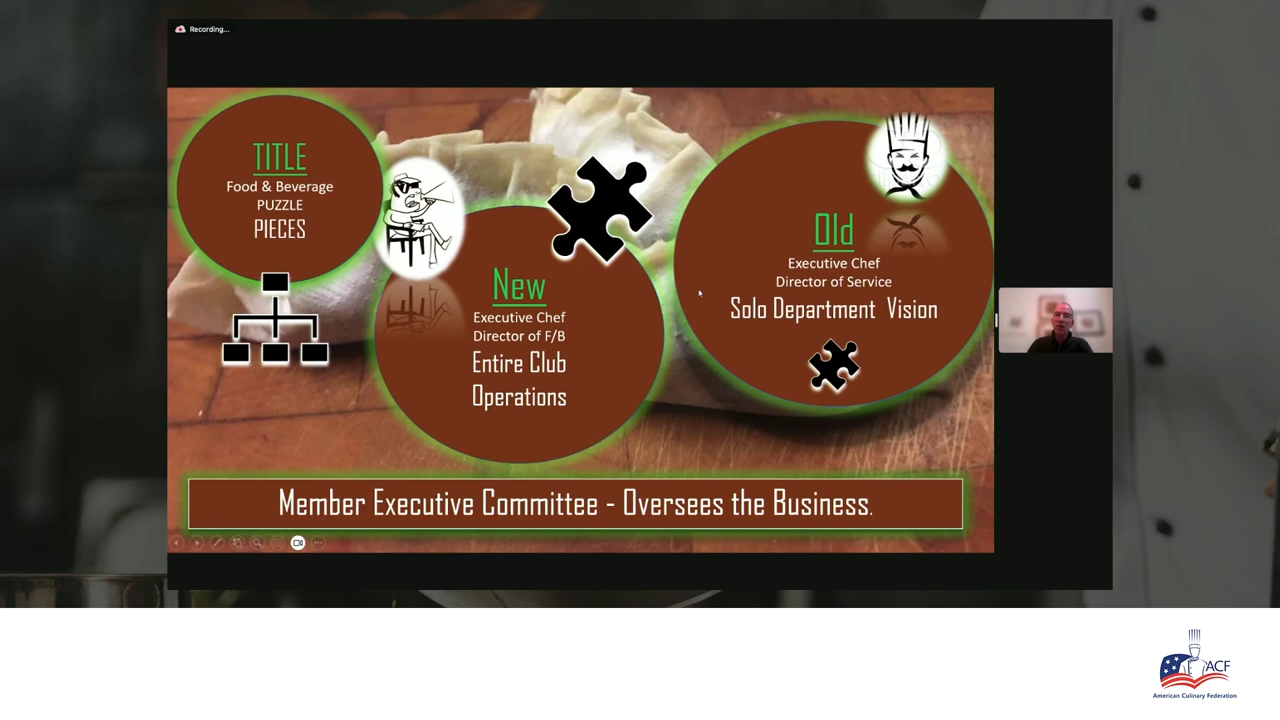 Recording...
TITLE
Food & Beverage
PUZZLE
PIECES
New
Executive Chef
Director of F/B
Entire Club
Operations
Old
Executive Chef
Director of Service
Solo Department Vision
Member Executive Committee - Oversees the Business.
ACF
American Culinary Federation